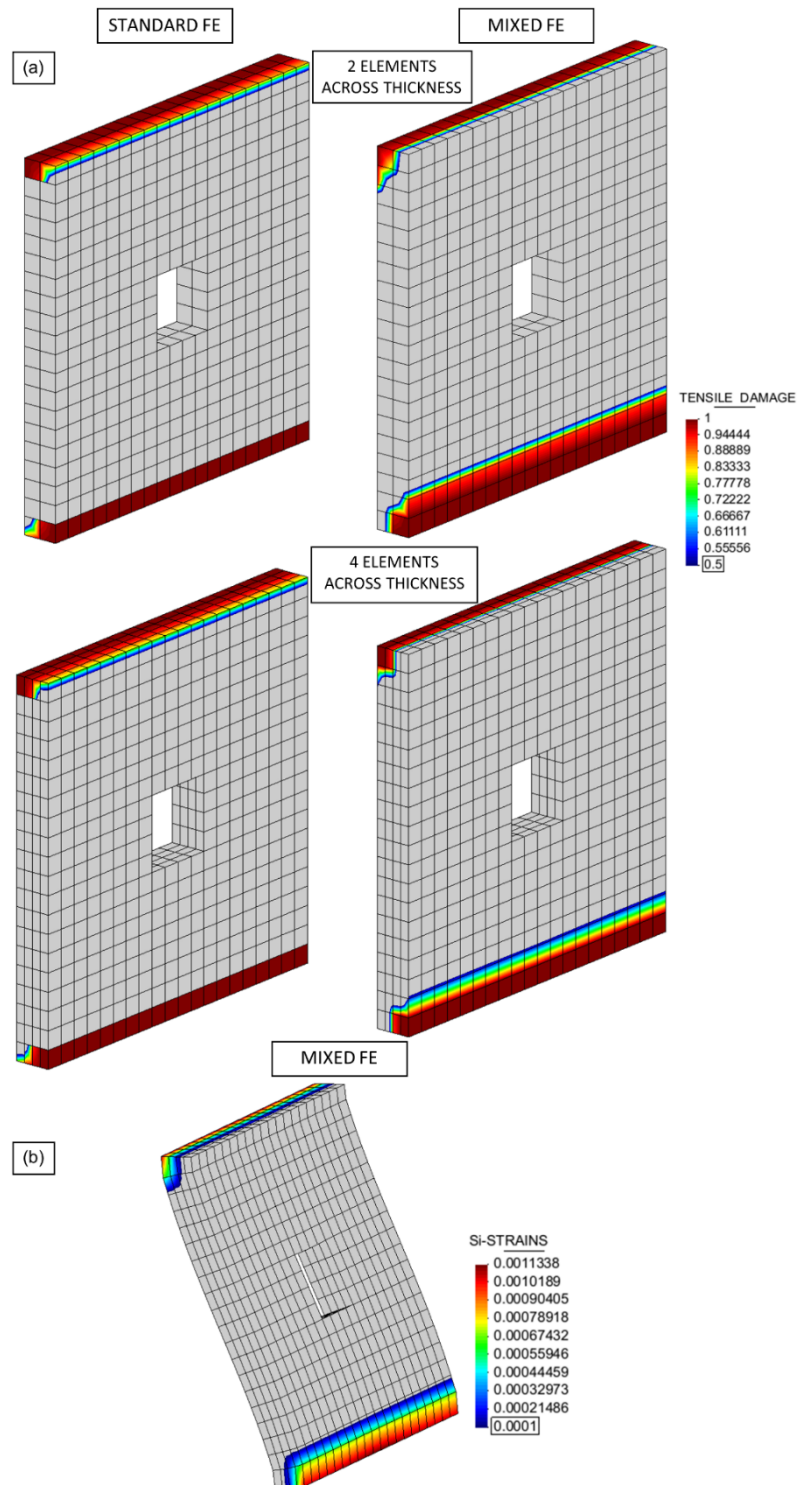 STANDARD FE
MIXED FE
(a)
2 ELEMENTS
ACROSS THICKNESS
TENSILE DAMAGE
1
0.94444
0.88889
0.83333
0.77778
0.72222
0.66667
0.61111
0.55556
0.5
4 ELEMENTS
ACROSS THICKNESS
MIXED FE
(b)
Si-STRAINS
0.0011338
0.0010189
0.00090405
0.00078918
0.00067432
0.00055946
0.00044459
0.00032973
0.00021486
0.0001